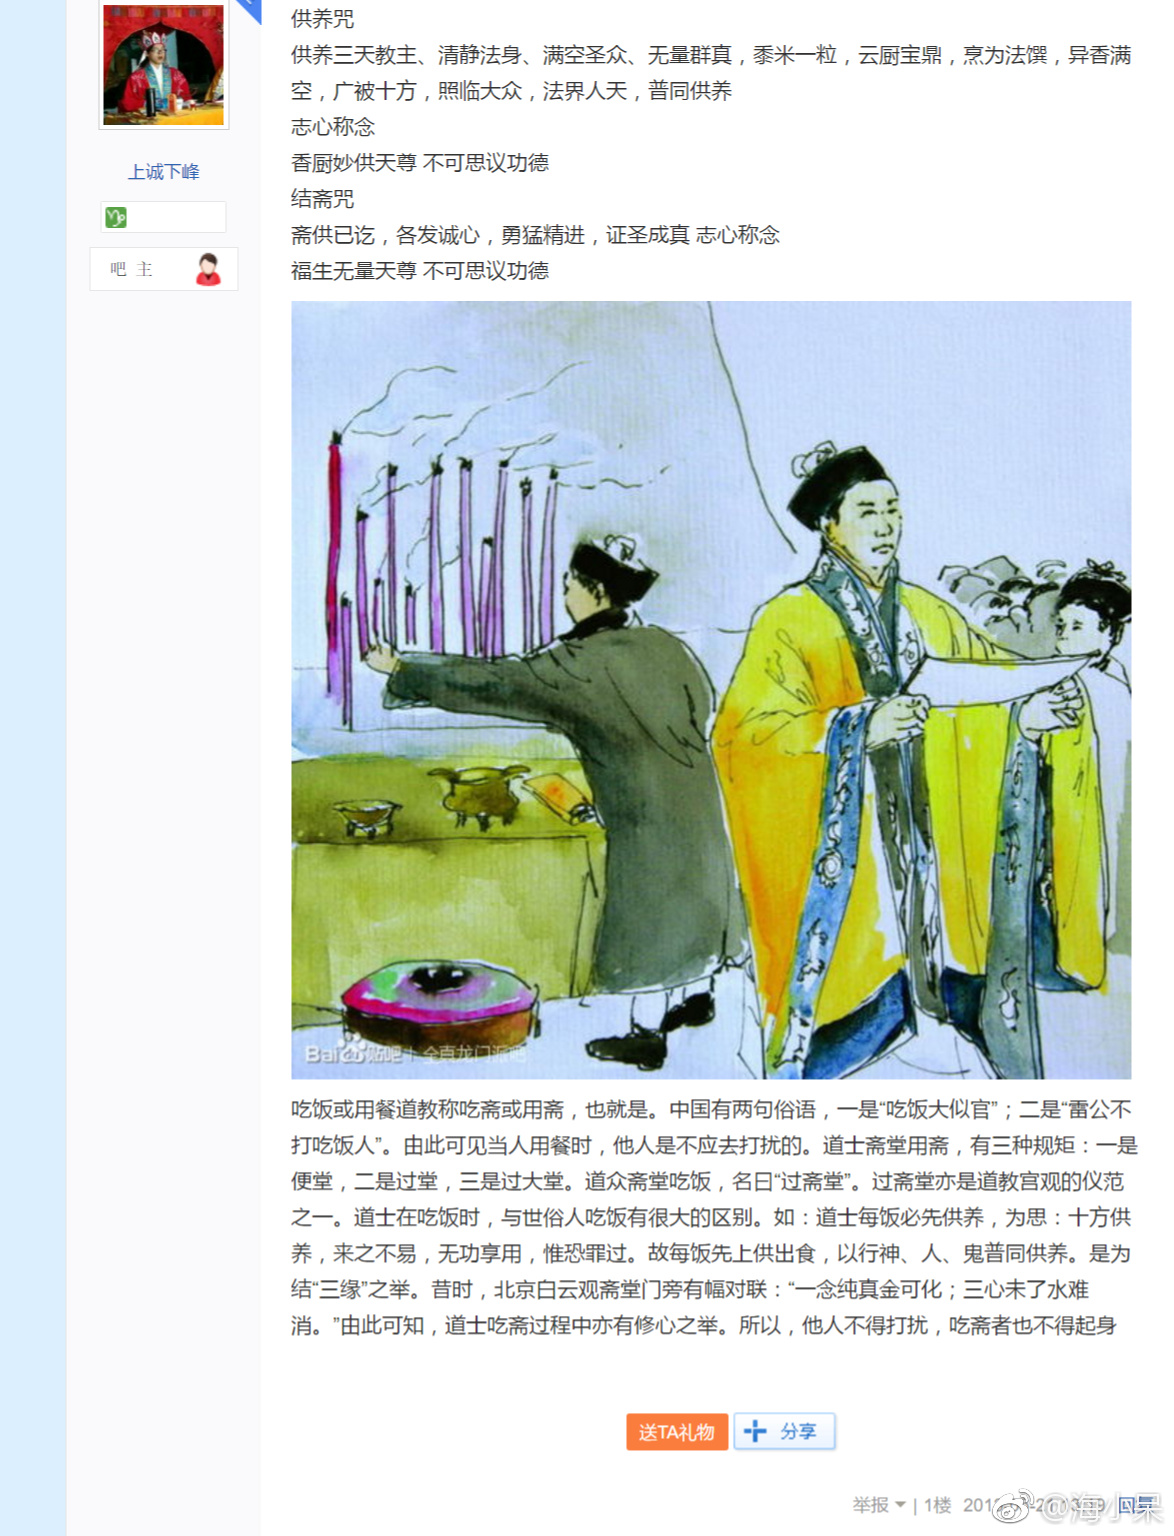 供养咒
供养三天教主、清静法身、满空圣众、无量群真，黍米一粒，云厨宝鼎，烹为法馔，异香满
空，广被十方，照临大众，法界人天，普同供养
志心称念
上诚下峰
香厨妙供天尊 不可思议功德
结斋咒
斋供已讫，各发诚心，勇猛精进，证圣成真 志心称念
吧 主
福生无量天尊 不可思议功德
Bai 贴吧 | 全真龙门派吧
吃饭或用餐道教称吃斋或用斋，也就是。中国有两句俗语，一是“吃饭大似官”；二是“雷公不
打吃饭人”。由此可见当人用餐时，他人是不应去打扰的。道士斋堂用斋，有三种规矩：一是
便堂，二是过堂，三是过大堂。道众斋堂吃饭，名曰“过斋堂”。过斋堂亦是道教宫观的仪范
之一。道士在吃饭时，与世俗人吃饭有很大的区别。如：道士每饭必先供养，为思：十方供
养，来之不易，无功享用，惟恐罪过。故每饭先上供出食，以行神、人、鬼普同供养。是为
结“三缘”之举。昔时，北京白云观斋堂门旁有幅对联：“一念纯真金可化；三心未了水难
消。”由此可知，道士吃斋过程中亦有修心之举。所以，他人不得打扰，吃斋者也不得起身
送TA礼物 分享
举报 | 1楼 回复
@海小呆